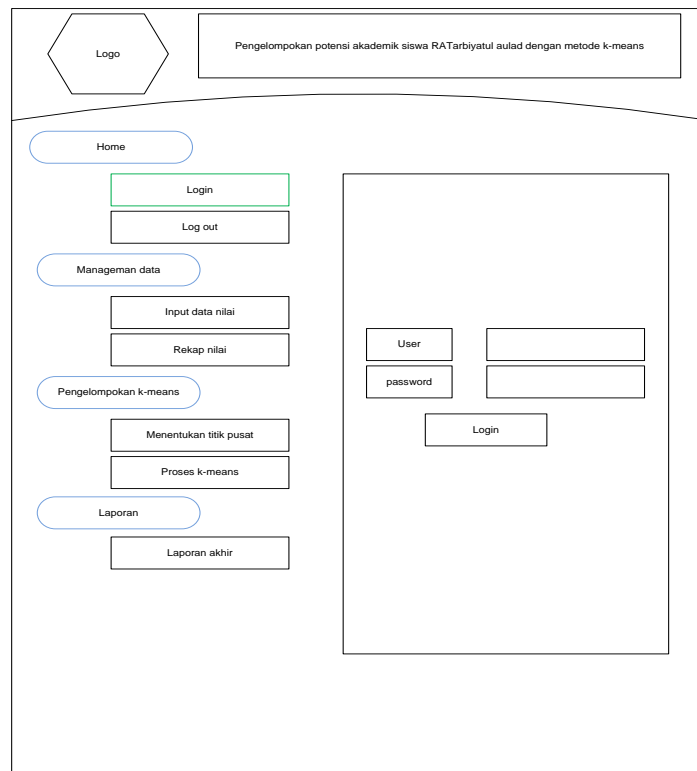 Logo
Pengelompokan potensi akademik siswa RATarbiyatul aulad dengan metode k-means
Home
Login
Log out
Manageman data
Input data nilai
Rekap nilai
Pengelompokan k-means
Menentukan titik pusat
Proses k-means
Laporan
Laporan akhir
User
password
Login